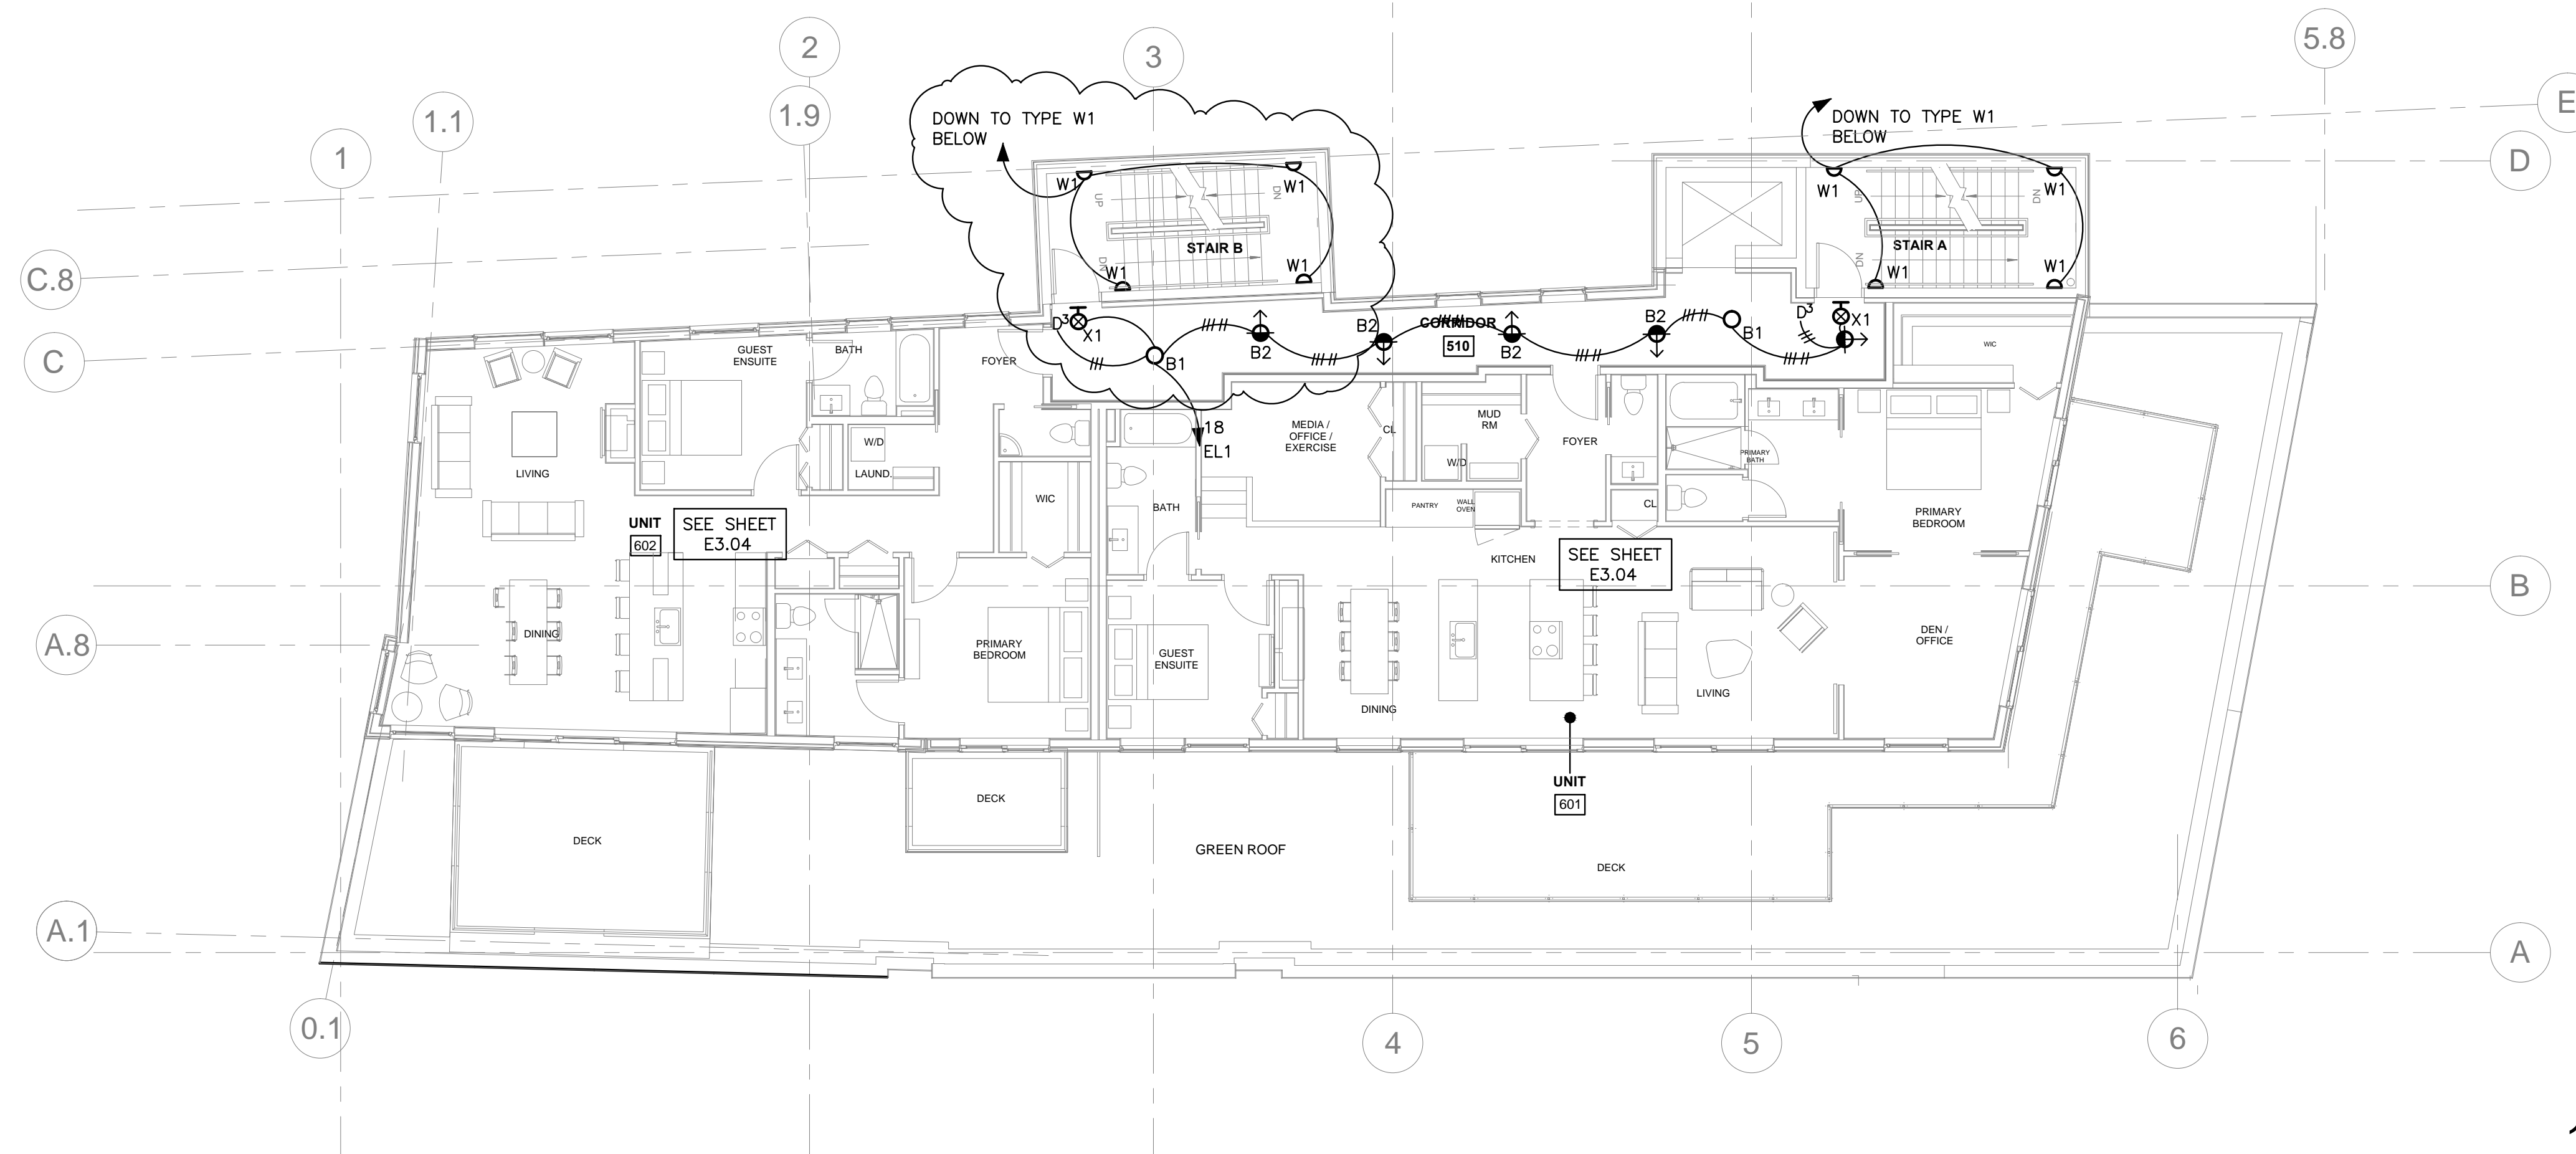 2
5.8
3
E
1.9
1.1
1
DOWN TO TYPE W1
BELOW
DOWN TO TYPE W1
BELOW
D
W1
W1
UP
DN
STAIR B
DN
W1
W1
W1
W1
UP
DN
STAIR A
DN
W1
W1
C.8
C
D3
X1
B1
B2
B2
CORRIDOR
510
B2
B2
B1
D3
X1
GUEST
ENSUITE
BATH
FOYER
WIC
18
EL1
MEDIA /
OFFICE /
EXERCISE
CL
MUD
RM
FOYER
W/D
LAUND.
LIVING
W/D
PRIMARY
BATH
WIC
BATH
PANTRY
WALL
OVEN
CL
PRIMARY
BEDROOM
UNIT
602
SEE SHEET
E3.04
KITCHEN
SEE SHEET
E3.04
B
A.8
DINING
PRIMARY
BEDROOM
GUEST
ENSUITE
DEN /
OFFICE
DINING
LIVING
UNIT
601
DECK
DECK
GREEN ROOF
DECK
A.1
A
0.1
4
5
6